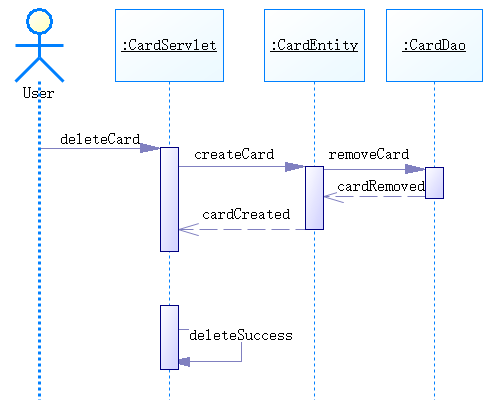 :CardServlet
:CardEntity
:CardDao
User
deleteCard
createCard
removeCard
cardRemoved
cardCreated
deleteSuccess